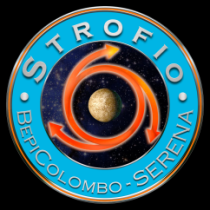 · STROFIO ·
BEPICOLOMBO - SERENA